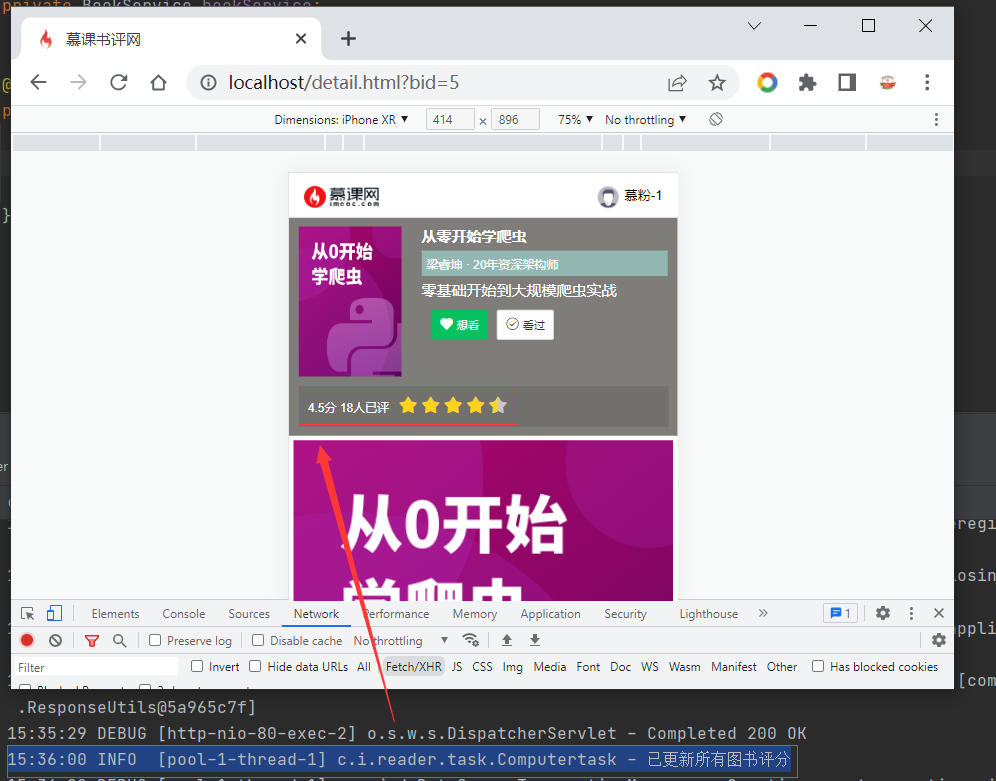 private BookService bookService;
慕课书评网
localhost/detail.html?bid=5
Dimensions: iPhone XR ▼ 414 × 896 75% ▼ No throttling ▼
慕课网
imooc.com
慕粉-1
从0开始
学爬虫
从零开始学爬虫
梁睿坤 · 20年资深架构师
零基础开始到大规模爬虫实战
想看 看过
4.5分 18人已评
从0开始
学爬虫
Elements Console Sources Network Performance Memory Application Security Lighthouse » 1
Preserve log Disable cache No throttling ▼
Filter Invert Hide data URLs All Fetch/XHR JS CSS Img Media Font Doc WS Wasm Manifest Other Has blocked cookies
[com
.ResponseUtils@5a965c7f]
15:35:29 DEBUG [http-nio-80-exec-2] o.s.w.s.DispatcherServlet - Completed 200 OK
15:36:00 INFO [pool-1-thread-1] c.i.reader.task.Computertask - 已更新所有图书评分